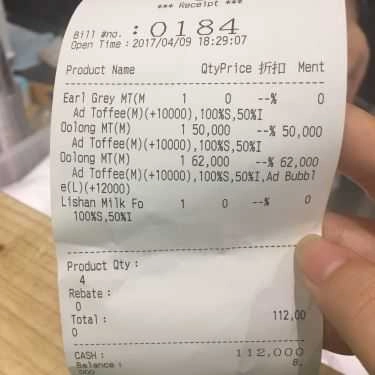 *** Receipt ***
Bill #no. : 0184
Open Time : 2017/04/09 18:29:07
Product Name QtyPrice 折扣 Ment
Earl Grey MT(M 1 0 --% 0
Ad Toffee(M)(+10000),100%S,50%I
Oolong MT(M) 1 50,000 --% 50,000
Ad Toffee(M)(+10000),100%S,50%I
Oolong MT(M) 1 62,000 --% 62,000
Ad Toffee(M)(+10000),100%S,50%I,Ad Bubbl
e(L)(+12000)
Lishan Milk Fo 1 0 --% 0
100%S,50%I
Product Qty :
4
Rebate :
0
Total : 112,00
0
CASH : 112,000
Balance : 8,